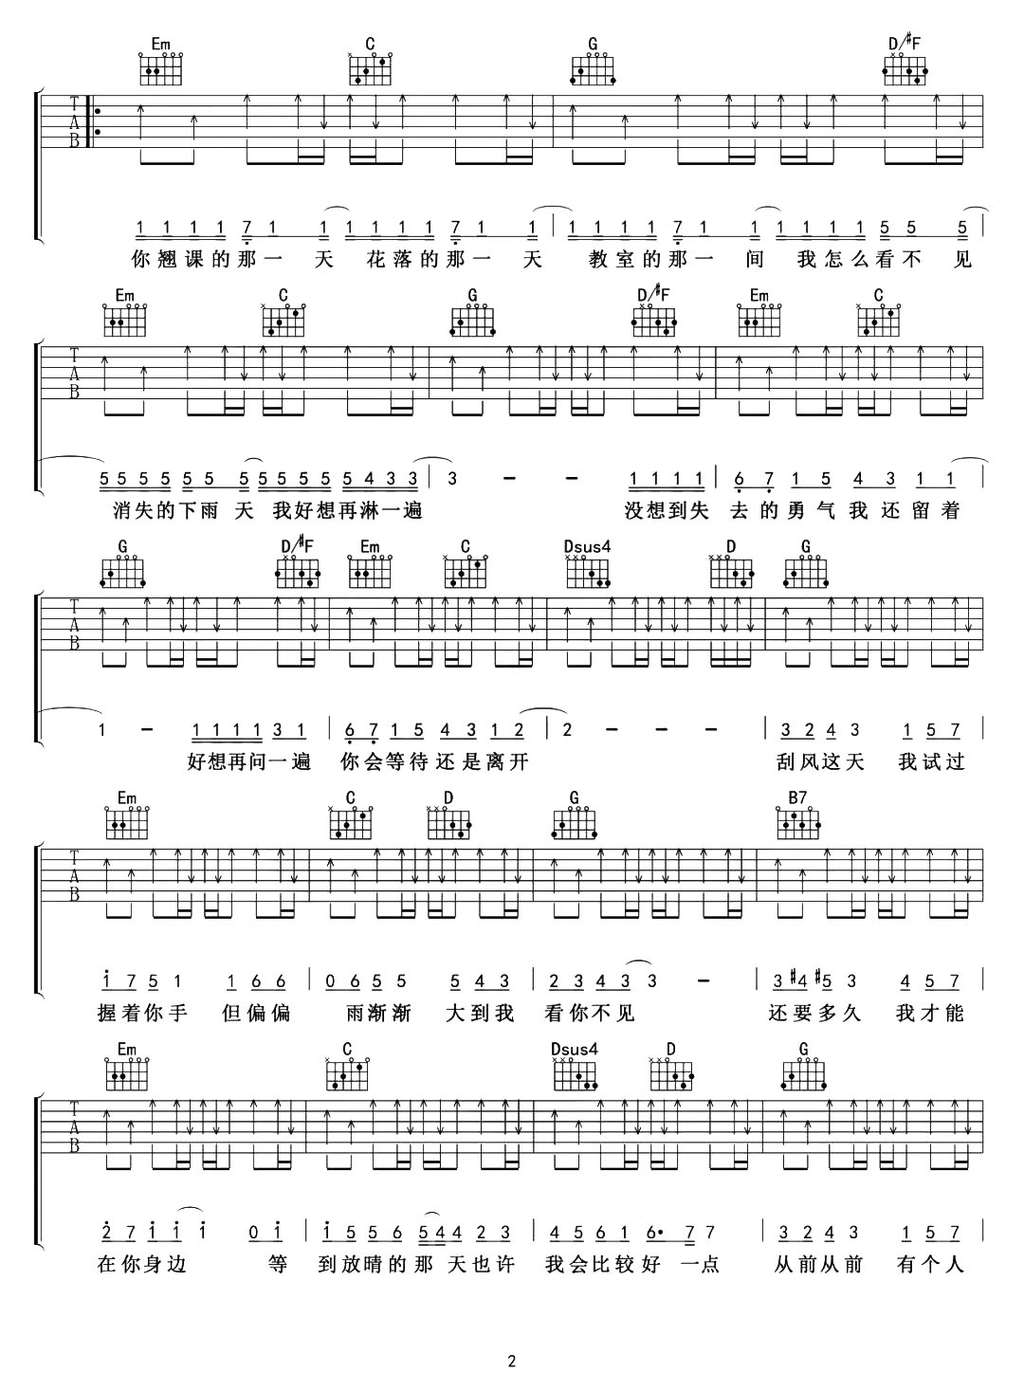 Em C G D/#F
T
A
B
1 1 1 1 7 1 1 1 1 1 1 7 1 1 | 1 1 1 1 7 1 1 1 1 1 1 5 5 5 |
你翘课的那一 天 花落的那一 天 教室的那一 间 我怎么看不 见
Em C G D/#F Em C
T
A
B
5 5 5 5 5 5 5 5 5 5 5 5 4 3 3 | 3 - - 1 1 1 1 | 6 7 1 5 4 3 1 1 |
消失的下雨 天 我好想再淋一遍 没想到失 去的勇气我还留着
G D/#F Em C Dsus4 D G
T
A
B
1 - 1 1 1 1 3 1 | 6 7 1 5 4 3 1 2 | 2 - - - | 3 2 4 3 1 5 7 |
好想再问一遍 你会等待还是离开 刮风这天 我试过
Em C D G B7
T
A
B
1 7 5 1 1 6 6 | 0 6 5 5 5 4 3 | 2 3 4 3 3 - | 3 #4 #5 3 4 5 7 |
握着你手 但偏偏 雨渐渐 大到我 看你不见 还要多久 我才能
Em C Dsus4 D G
T
A
B
2 7 1 1 1 0 1 | 1 5 5 6 5 4 4 2 3 | 4 5 6 1 6· 7 7 | 3 2 4 3 1 5 7 |
在你身边 等 到放晴的那 天也许 我会比较好 一点 从前从前 有个人
2